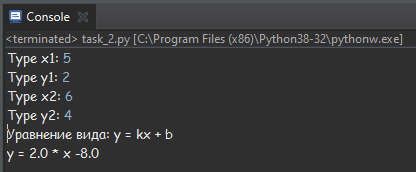 Console
<terminated> task_2.py [C:\Program Files (x86)\Python38-32\pythonw.exe]
Type x1: 5
Type y1: 2
Type x2: 6
Type y2: 4
Уравнение вида: y = kx + b
y = 2.0 * x -8.0